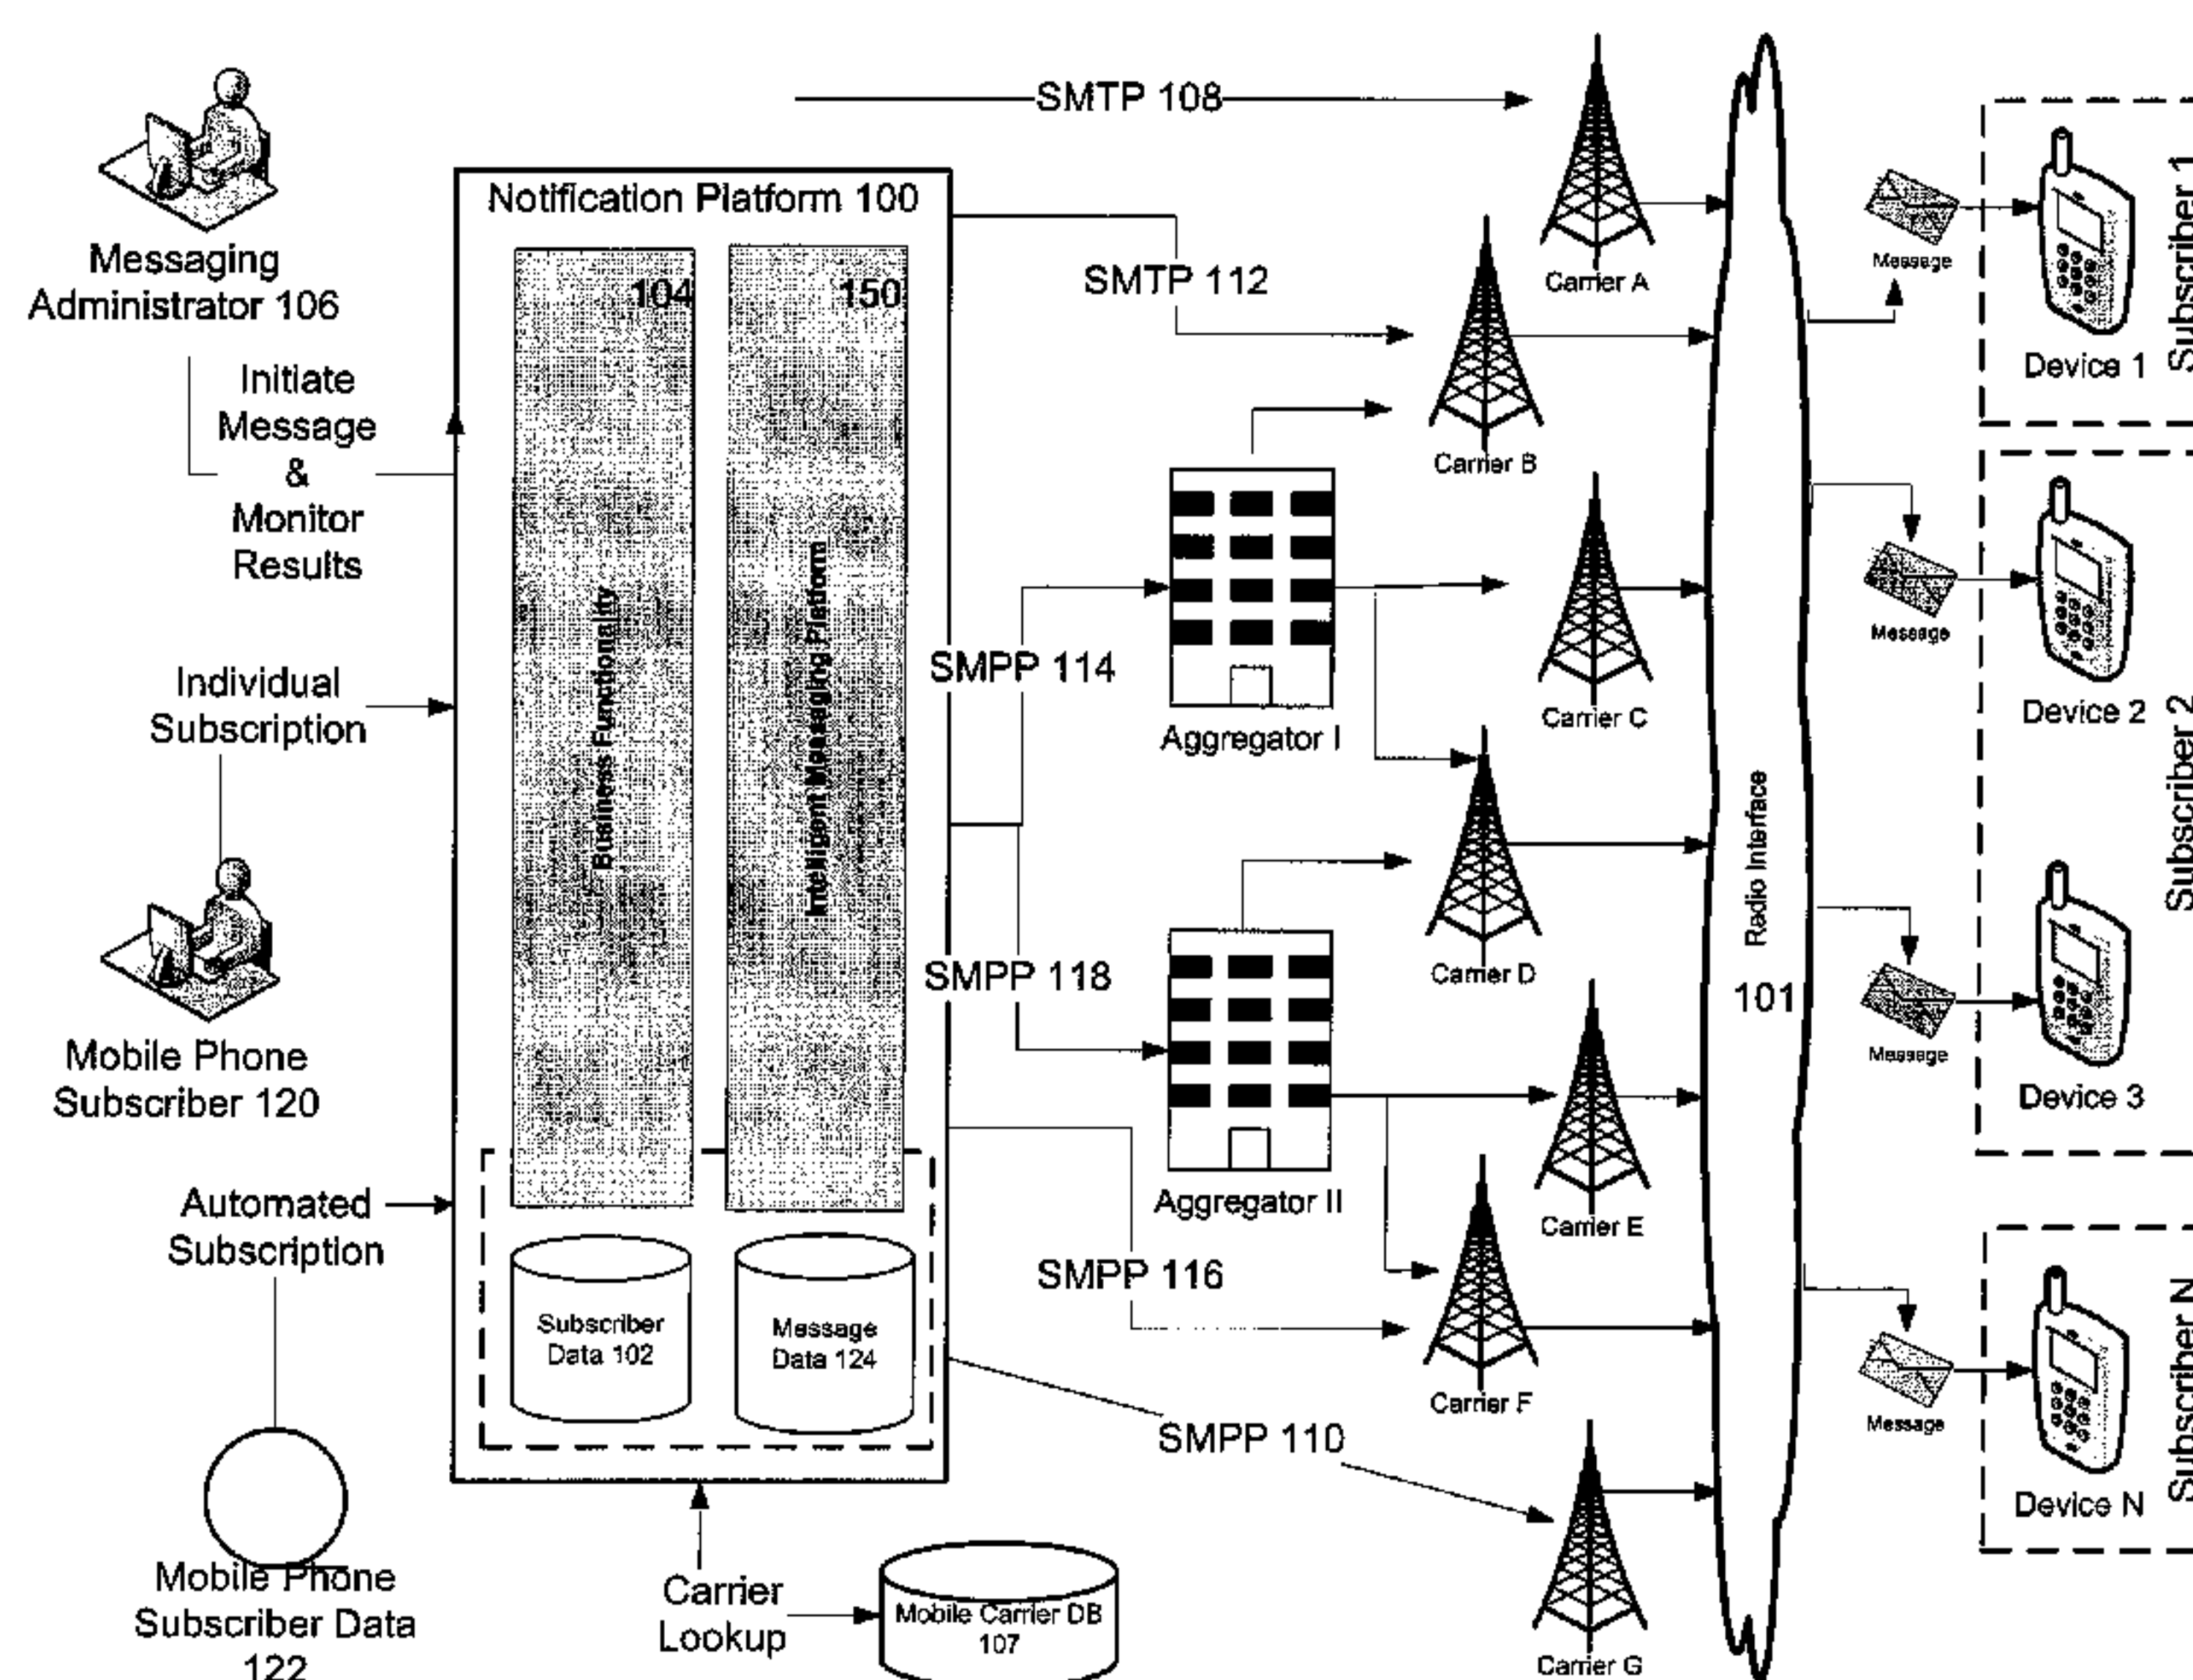 SMTP 108
Messaging
Administrator 106
Notification Platform 100
104
150
SMTP 112
Carrier A
Message
Device 1
Subscriber 1
Initiate
Message
&
Monitor
Results
Carrier B
Business Functionality
Intelligent Messaging Platform
SMPP 114
Aggregator I
Carrier C
Message
Device 2
Subscriber 2
Individual
Subscription
Radio Interface
101
SMPP 118
Carrier D
Message
Device 3
Mobile Phone
Subscriber 120
Aggregator II
Carrier E
Automated
Subscription
Subscriber
Data 102
Message
Data 124
SMPP 116
Carrier F
SMPP 110
Message
Device N
Subscriber N
Mobile Phone
Subscriber Data
122
Carrier
Lookup
Mobile Carrier DB
107
Carrier G